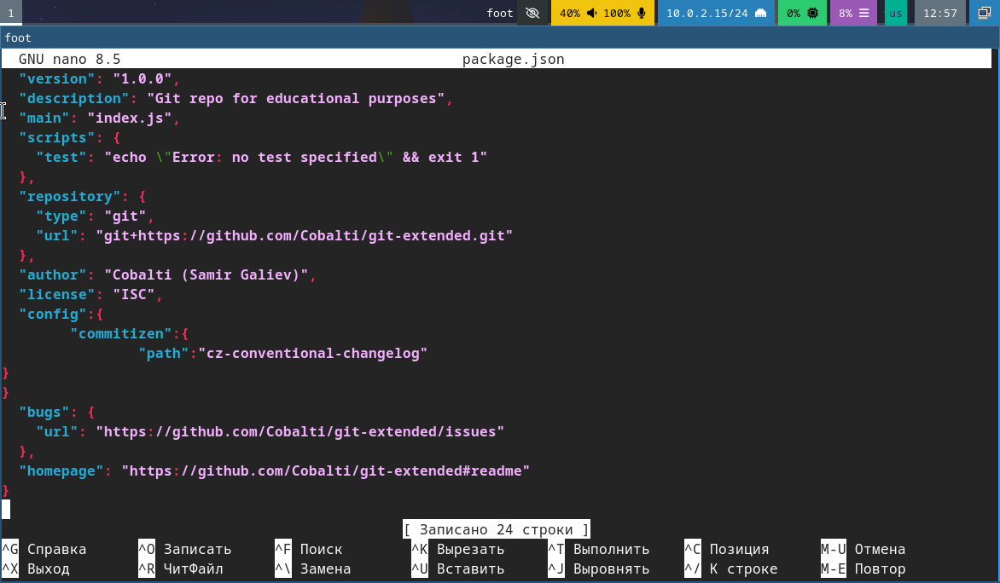 1 foot 40% 100% 10.0.2.15/24 0% 8% us 12:57
foot
GNU nano 8.5 package.json
"version": "1.0.0",
"description": "Git repo for educational purposes",
"main": "index.js",
"scripts": {
"test": "echo \"Error: no test specified\" && exit 1"
},
"repository": {
"type": "git",
"url": "git+https://github.com/Cobalti/git-extended.git"
},
"author": "Cobalti (Samir Galiev)",
"license": "ISC",
"config":{
"commitizen":{
"path":"cz-conventional-changelog"
}
}
"bugs": {
"url": "https://github.com/Cobalti/git-extended/issues"
},
"homepage": "https://github.com/Cobalti/git-extended#readme"
}
[ Записано 24 строки ]
^G Справка ^O Записать ^F Поиск ^K Вырезать ^T Выполнить ^C Позиция M-U Отмена
^X Выход ^R ЧитФайл ^\ Замена ^U Вставить ^J Выровнять ^/ К строке M-E Повтор